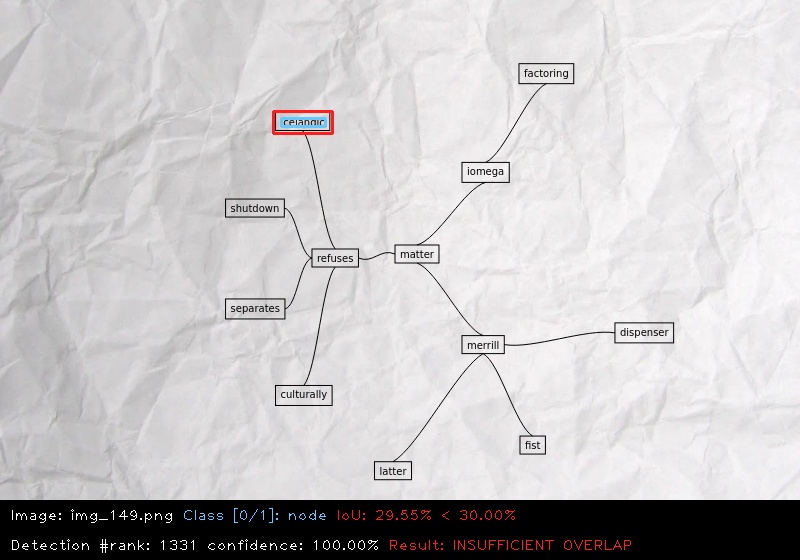 factoring
iomega
shutdown
refuses
matter
separates
dispenser
merrill
culturally
fist
latter
Image: img_149.png Class [0/1]: node IoU: 29.55% < 30.00%
Detection #rank: 1331 confidence: 100.00% Result: INSUFFICIENT OVERLAP